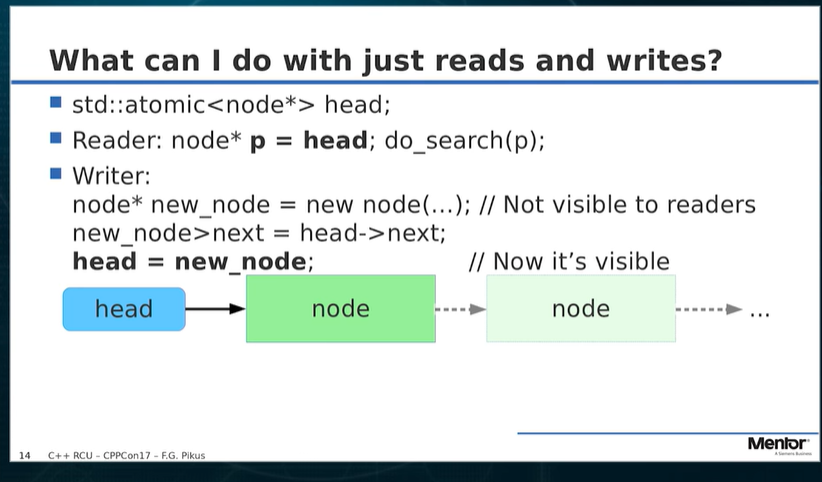 What can I do with just reads and writes?
std::atomic<node*> head;
Reader: node* p = head; do_search(p);
Writer:
node* new_node = new node(...); // Not visible to readers
new_node>next = head->next;
head = new_node; // Now it's visible
head
node
node
...
14 C++ RCU – CPPCon17 – F.G. Pikus
Mentor
A Siemens Business